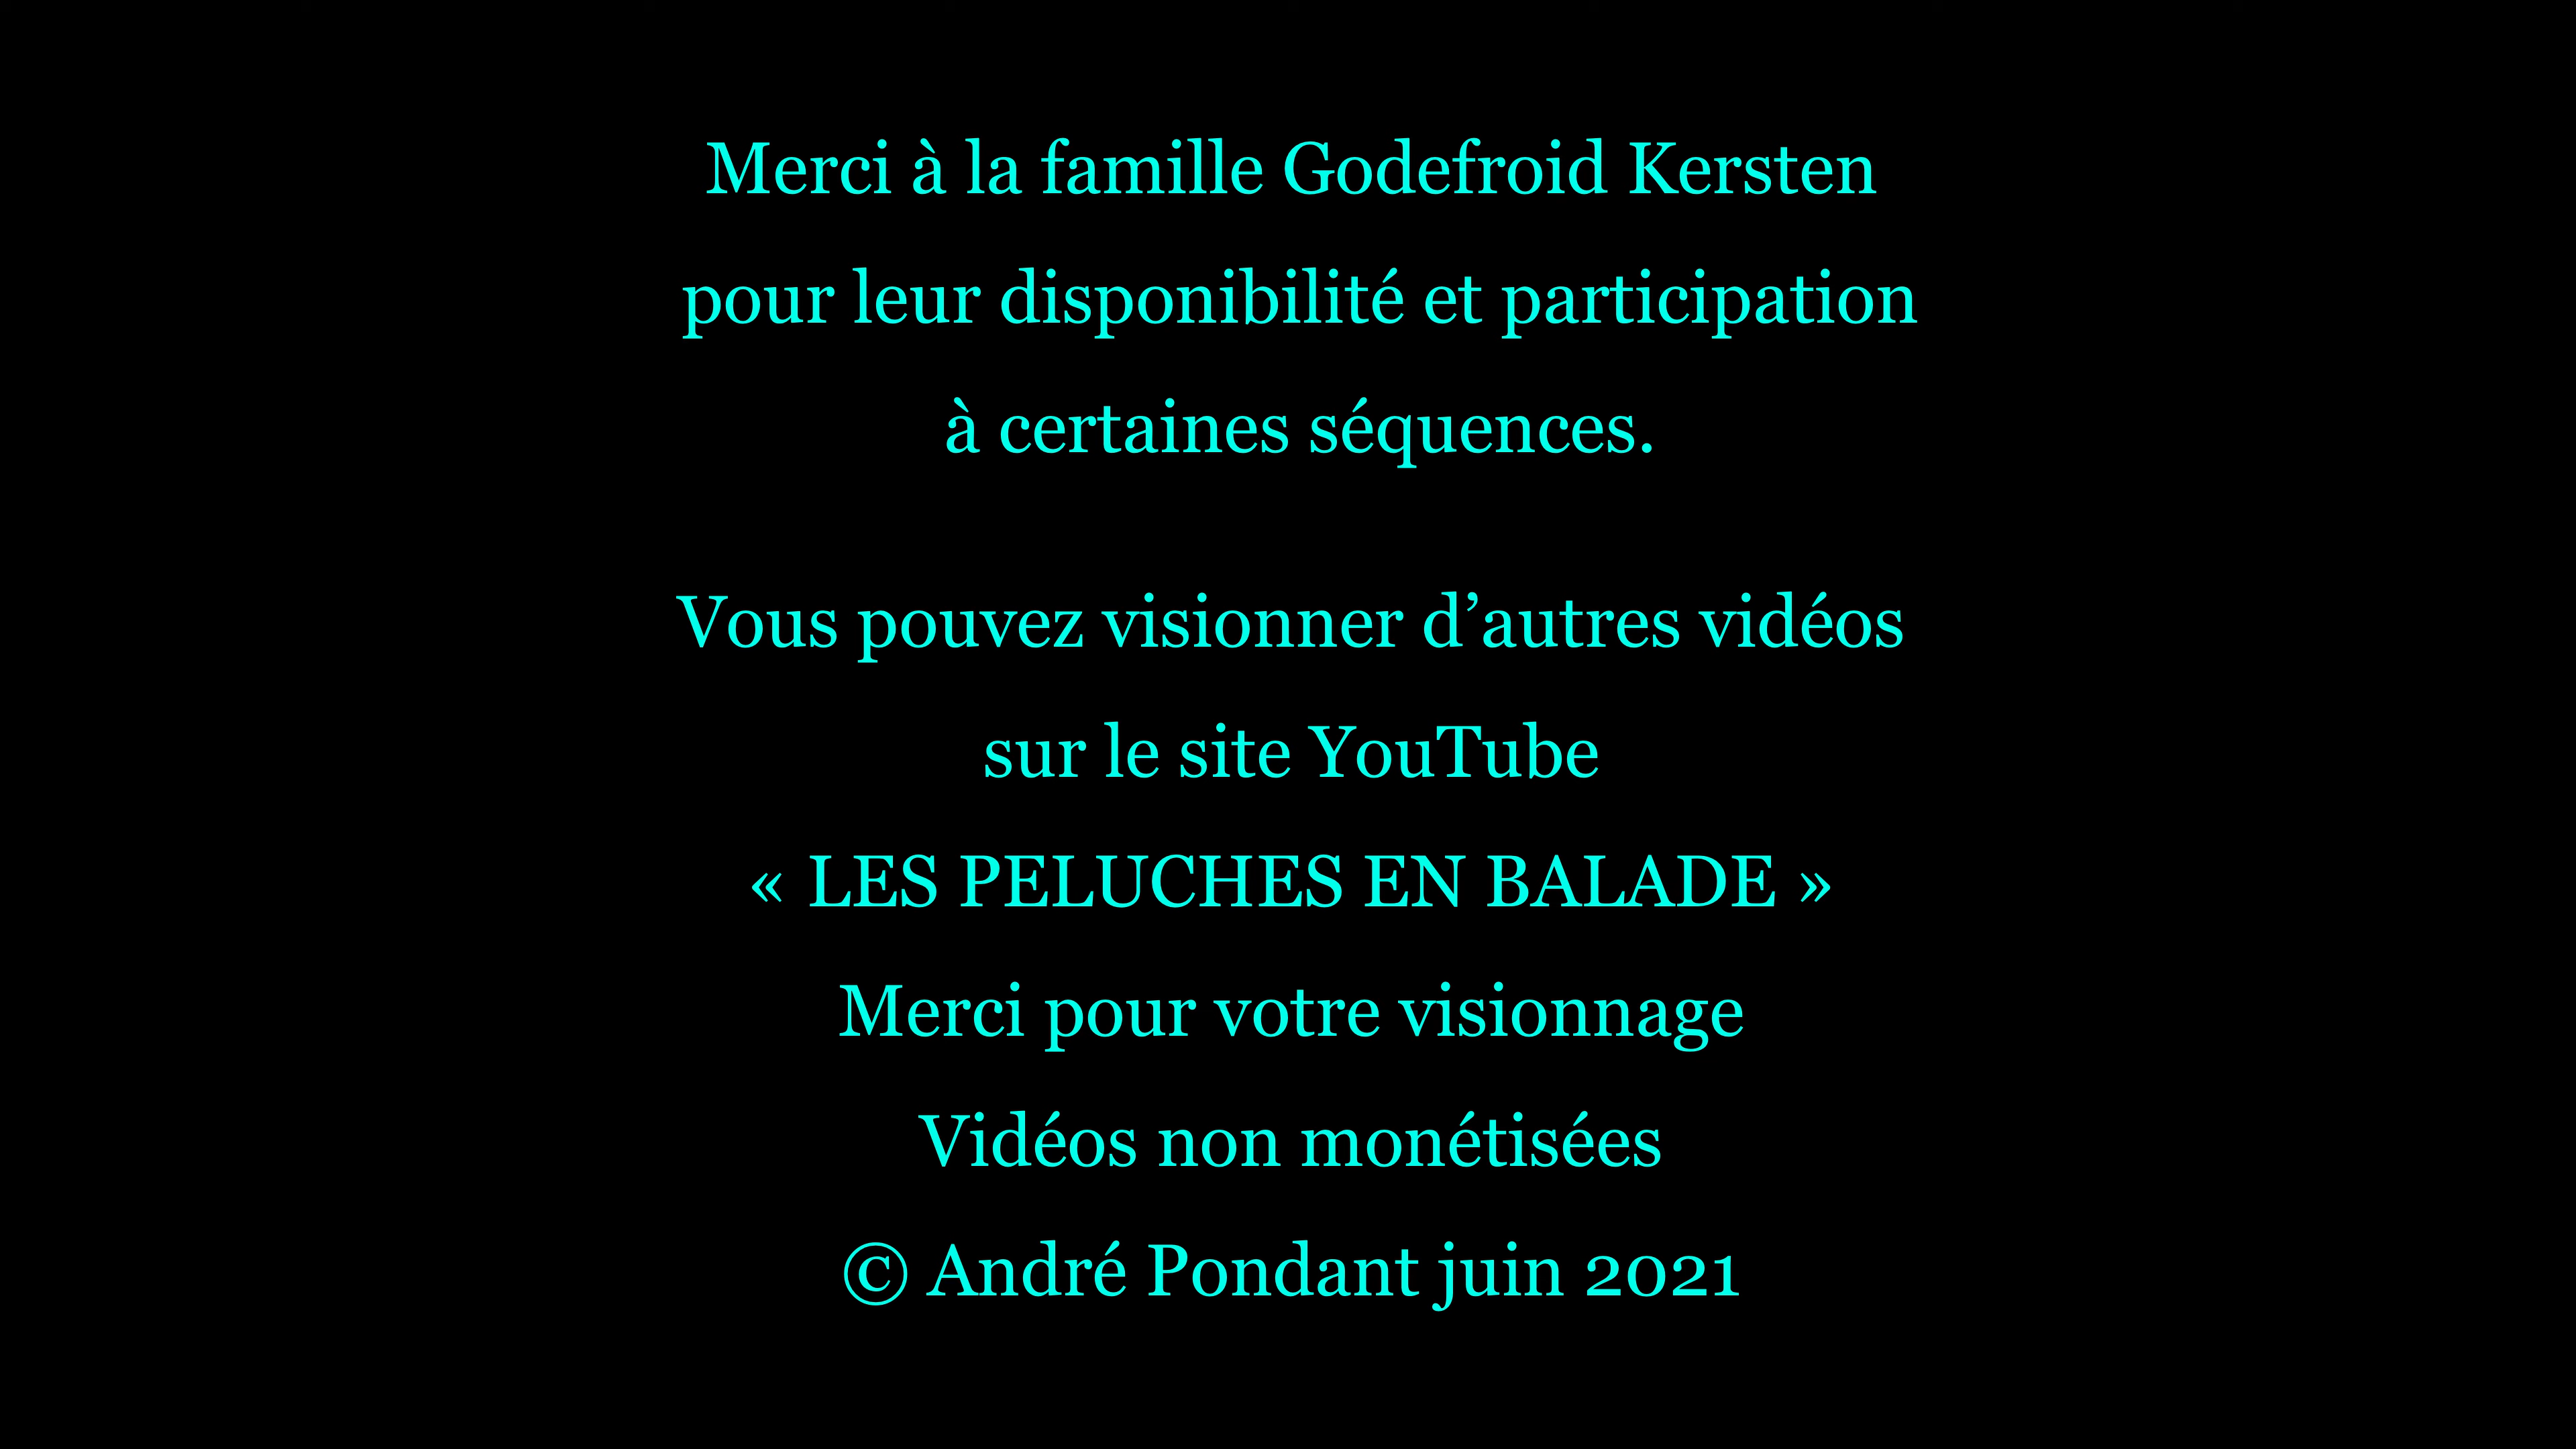 Merci à la famille Godefroid Kersten
pour leur disponibilité et participation
à certaines séquences.
Vous pouvez visionner d’autres vidéos
sur le site YouTube
« LES PELUCHES EN BALADE »
Merci pour votre visionnage
Vidéos non monétisées
© André Pondant juin 2021